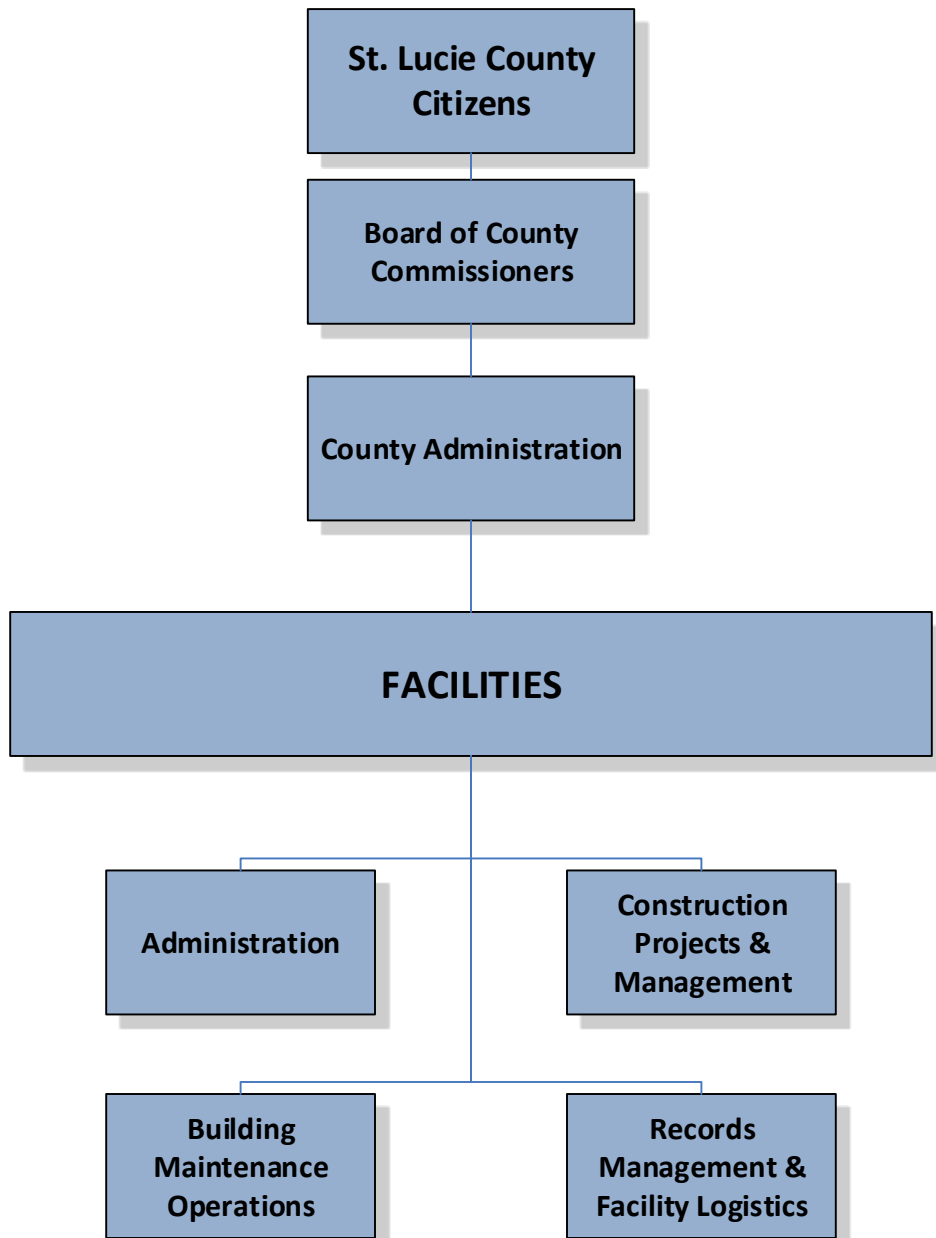 St. Lucie County
Citizens
Board of County
Commissioners
County Administration
FACILITIES
Administration
Construction
Projects &
Management
Building
Maintenance
Operations
Records
Management &
Facility Logistics